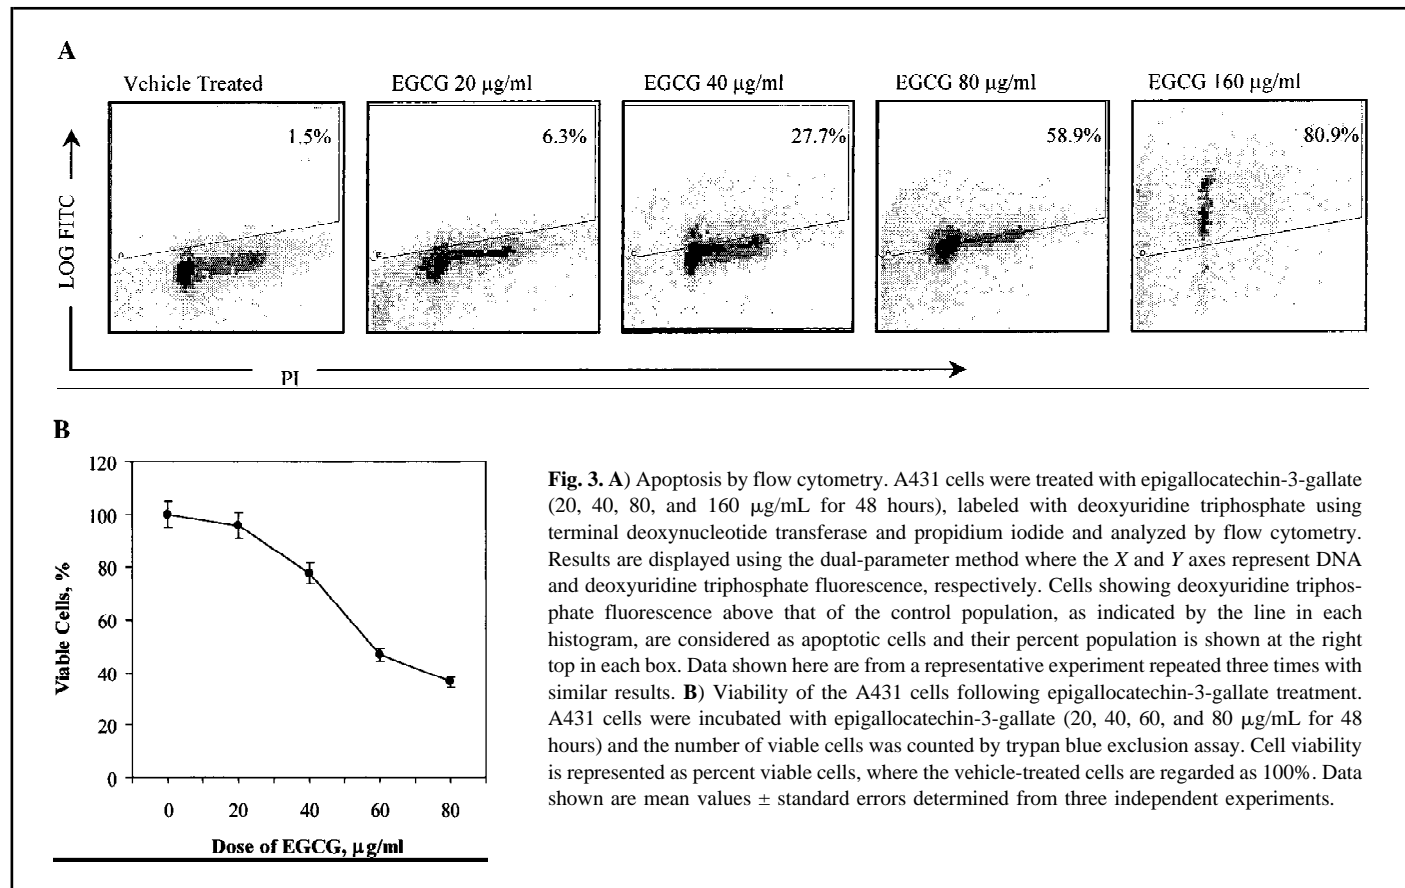 A
Vehicle Treated
EGCG 20 µg/ml
EGCG 40 µg/ml
EGCG 80 µg/ml
EGCG 160 µg/ml
1.5%
6.3%
27.7%
58.9%
80.9%
LOG FITC
PI
B
120
100
80
60
40
20
0
Viable Cells, %
0
20
40
60
80
Dose of EGCG, µg/ml
Fig. 3. A) Apoptosis by flow cytometry. A431 cells were treated with epigallocatechin-3-gallate
(20, 40, 80, and 160 µg/mL for 48 hours), labeled with deoxyuridine triphosphate using
terminal deoxynucleotide transferase and propidium iodide and analyzed by flow cytometry.
Results are displayed using the dual-parameter method where the X and Y axes represent DNA
and deoxyuridine triphosphate fluorescence, respectively. Cells showing deoxyuridine triphos-
phate fluorescence above that of the control population, as indicated by the line in each
histogram, are considered as apoptotic cells and their percent population is shown at the right
top in each box. Data shown here are from a representative experiment repeated three times with
similar results. B) Viability of the A431 cells following epigallocatechin-3-gallate treatment.
A431 cells were incubated with epigallocatechin-3-gallate (20, 40, 60, and 80 µg/mL for 48
hours) and the number of viable cells was counted by trypan blue exclusion assay. Cell viability
is represented as percent viable cells, where the vehicle-treated cells are regarded as 100%. Data
shown are mean values ± standard errors determined from three independent experiments.